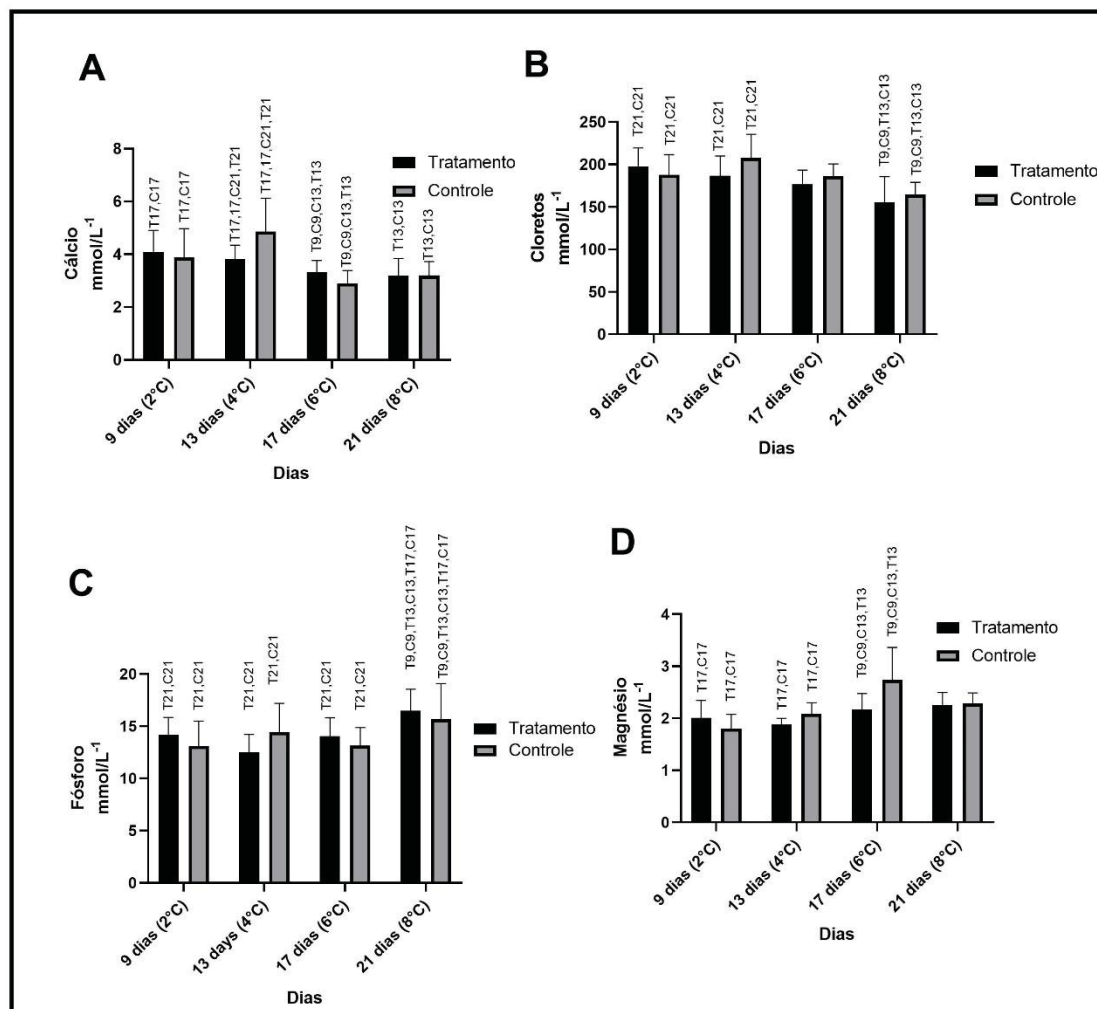 A
Cálcio
mmol/L-1
8
6
4
2
0
T17,C17
T17,C17
T17,17,C21,T21
T17,17,C21,T21
T9,C9,C13,T13
T9,C9,C13,T13
T13,C13
T13,C13
Tratamento
Controle
9 dias (2°C)
13 dias (4°C)
17 dias (6°C)
21 dias (8°C)
Dias
B
Cloretos
mmol/L-1
250
200
150
100
50
0
T21,C21
T21,C21
T21,C21
T21,C21
T9,C9,T13,C13
T9,C9,T13,C13
Tratamento
Controle
9 dias (2°C)
13 dias (4°C)
17 dias (6°C)
21 dias (8°C)
Dias
C
Fósforo
mmol/L-1
20
15
10
5
0
T21,C21
T21,C21
T21,C21
T21,C21
T21,C21
T21,C21
T9,C9,T13,C13,T17,C17
T9,C9,T13,C13,T17,C17
Tratamento
Controle
9 dias (2°C)
13 days (4°C)
17 dias (6°C)
21 dias (8°C)
Dias
D
Magnésio
mmol/L-1
4
3
2
1
0
T17,C17
T17,C17
T17,C17
T17,C17
T9,C9,C13,T13
T9,C9,C13,T13
Tratamento
Controle
9 dias (2°C)
13 dias (4°C)
17 dias (6°C)
21 dias (8°C)
Dias